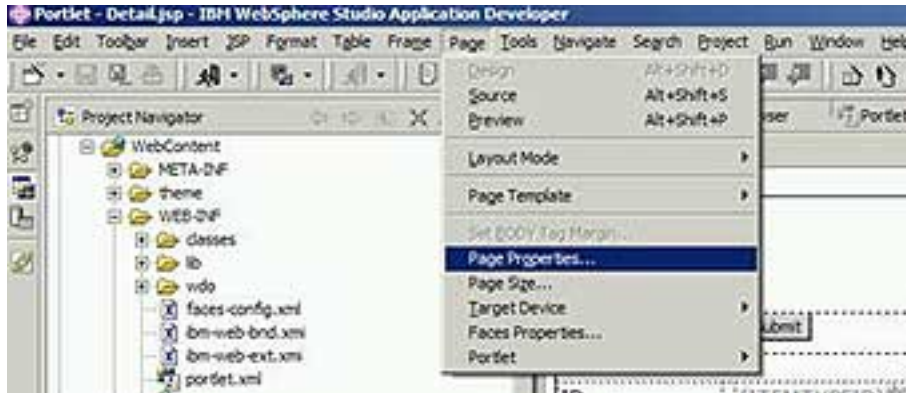 Portlet - Detail.jsp - IBM WebSphere Studio Application Developer
File Edit Toolbar Insert JSP Format Table Frame Page Tools Navigate Search Project Run Window Help
Design Alt+Shift+D
Source Alt+Shift+S
Preview Alt+Shift+P
Layout Mode
Page Template
Set BODY Tag Margin...
Page Properties...
Page Size...
Target Device
Faces Properties...
Portlet
Project Navigator
WebContent
META-INF
theme
WEB-INF
classes
lib
wdo
faces-config.xml
ibm-web-bnd.xmi
ibm-web-ext.xmi
portlet.xml
ser
Portlet
ubmit